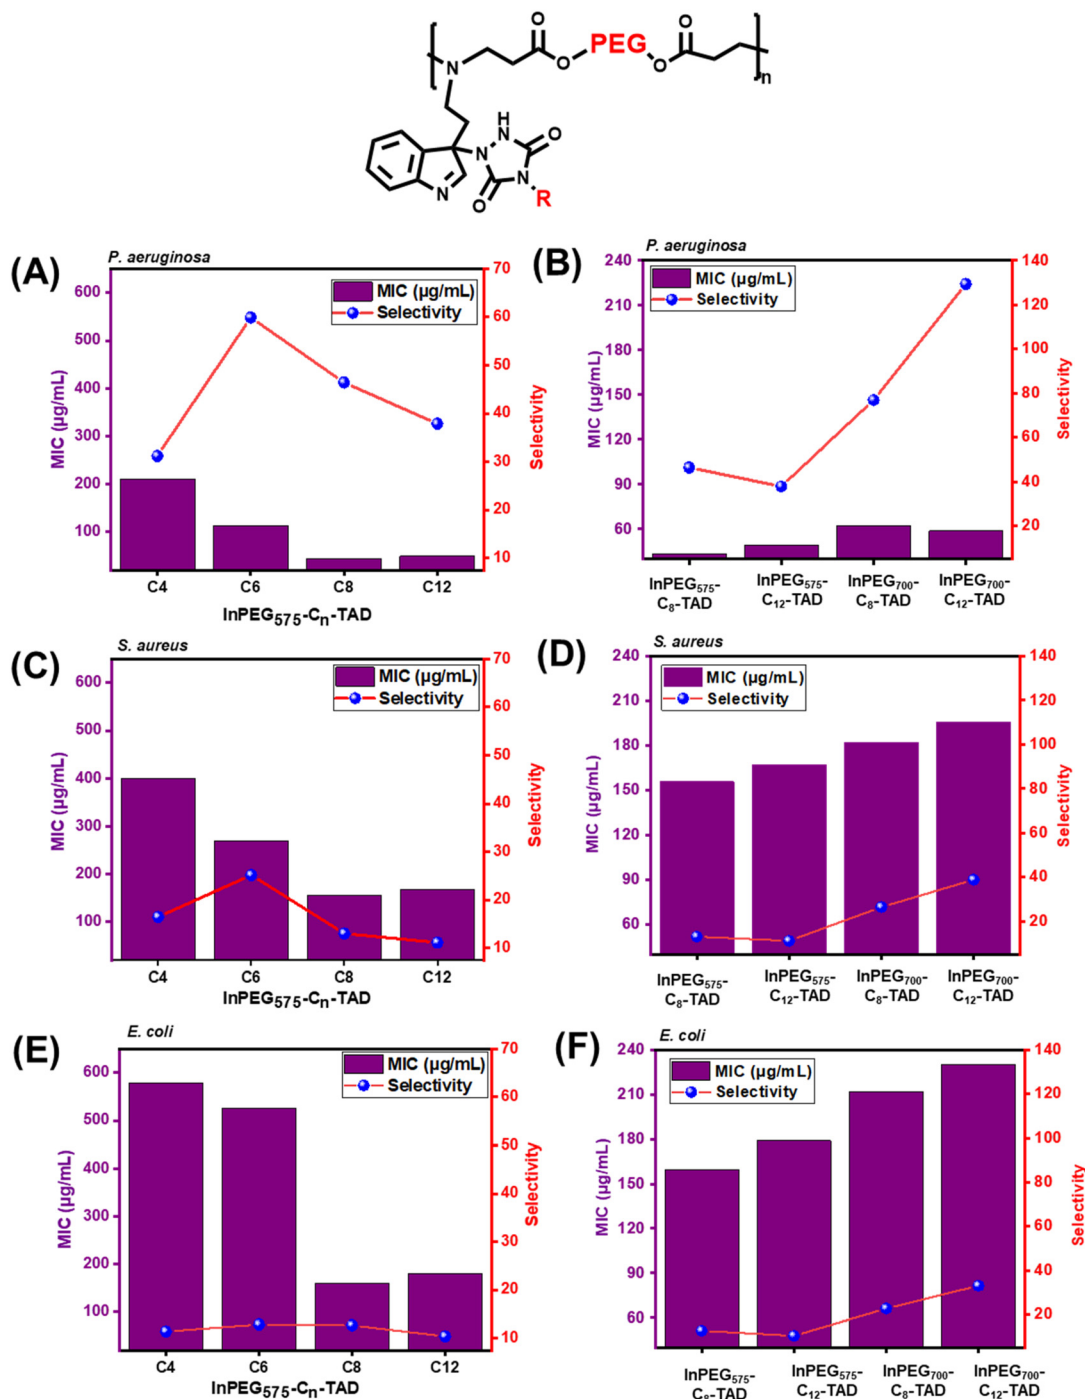 O O
PEG
N O O n
H
N NH O
N
N O R
(A) P. aeruginosa
MIC (µg/mL)
Selectivity
600
500
400
300
200
100
70
60
50
40
30
20
10
MIC (µg/mL)
Selectivity
C4 C6 C8 C12
InPEG575-Cn-TAD
(B) P. aeruginosa
MIC (µg/mL)
Selectivity
240
210
180
150
120
90
60
140
120
100
80
60
40
20
MIC (µg/mL)
Selectivity
InPEG575- InPEG575- InPEG700- InPEG700-
C8-TAD C12-TAD C8-TAD C12-TAD
(C) S. aureus
MIC (µg/mL)
Selectivity
600
500
400
300
200
100
70
60
50
40
30
20
10
MIC (µg/mL)
Selectivity
C4 C6 C8 C12
InPEG575-Cn-TAD
(D) S. aureus
MIC (µg/mL)
Selectivity
240
210
180
150
120
90
60
140
120
100
80
60
40
20
MIC (µg/mL)
Selectivity
InPEG575- InPEG575- InPEG700- InPEG700-
C8-TAD C12-TAD C8-TAD C12-TAD
(E) E. coli
MIC (µg/mL)
Selectivity
600
500
400
300
200
100
70
60
50
40
30
20
10
MIC (µg/mL)
Selectivity
C4 C6 C8 C12
InPEG575-Cn-TAD
(F) E. coli
MIC (µg/mL)
Selectivity
240
210
180
150
120
90
60
140
120
100
80
60
40
20
MIC (µg/mL)
Selectivity
InPEG575- InPEG575- InPEG700- InPEG700-
C8-TAD C12-TAD C8-TAD C12-TAD